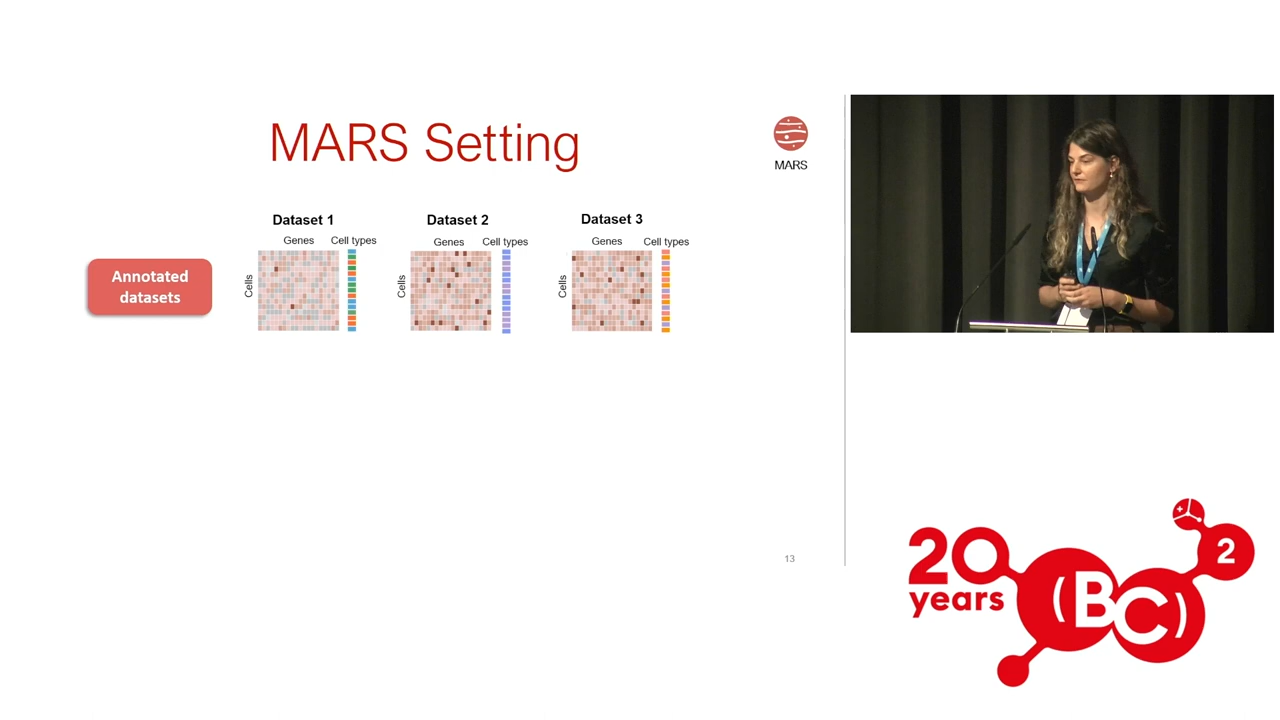 MARS Setting
MARS
Dataset 1
Dataset 2
Dataset 3
Genes
Cell types
Genes
Cell types
Genes
Cell types
Cells
Cells
Cells
Annotated
datasets
13
20
years
(BC)
2